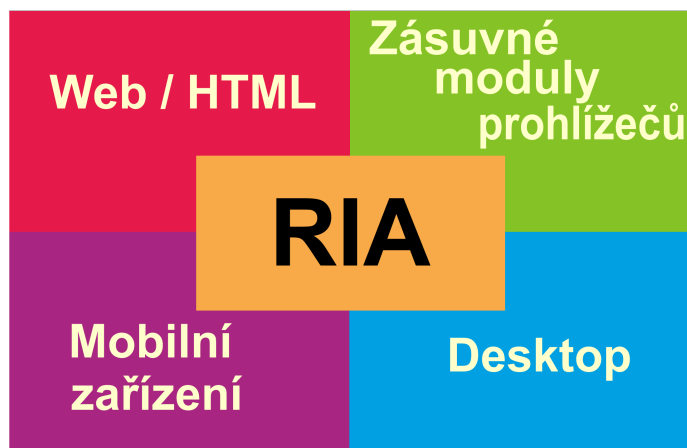 Web / HTML
Zásuvné
moduly
prohlížečů
RIA
Mobilní
zařízení
Desktop